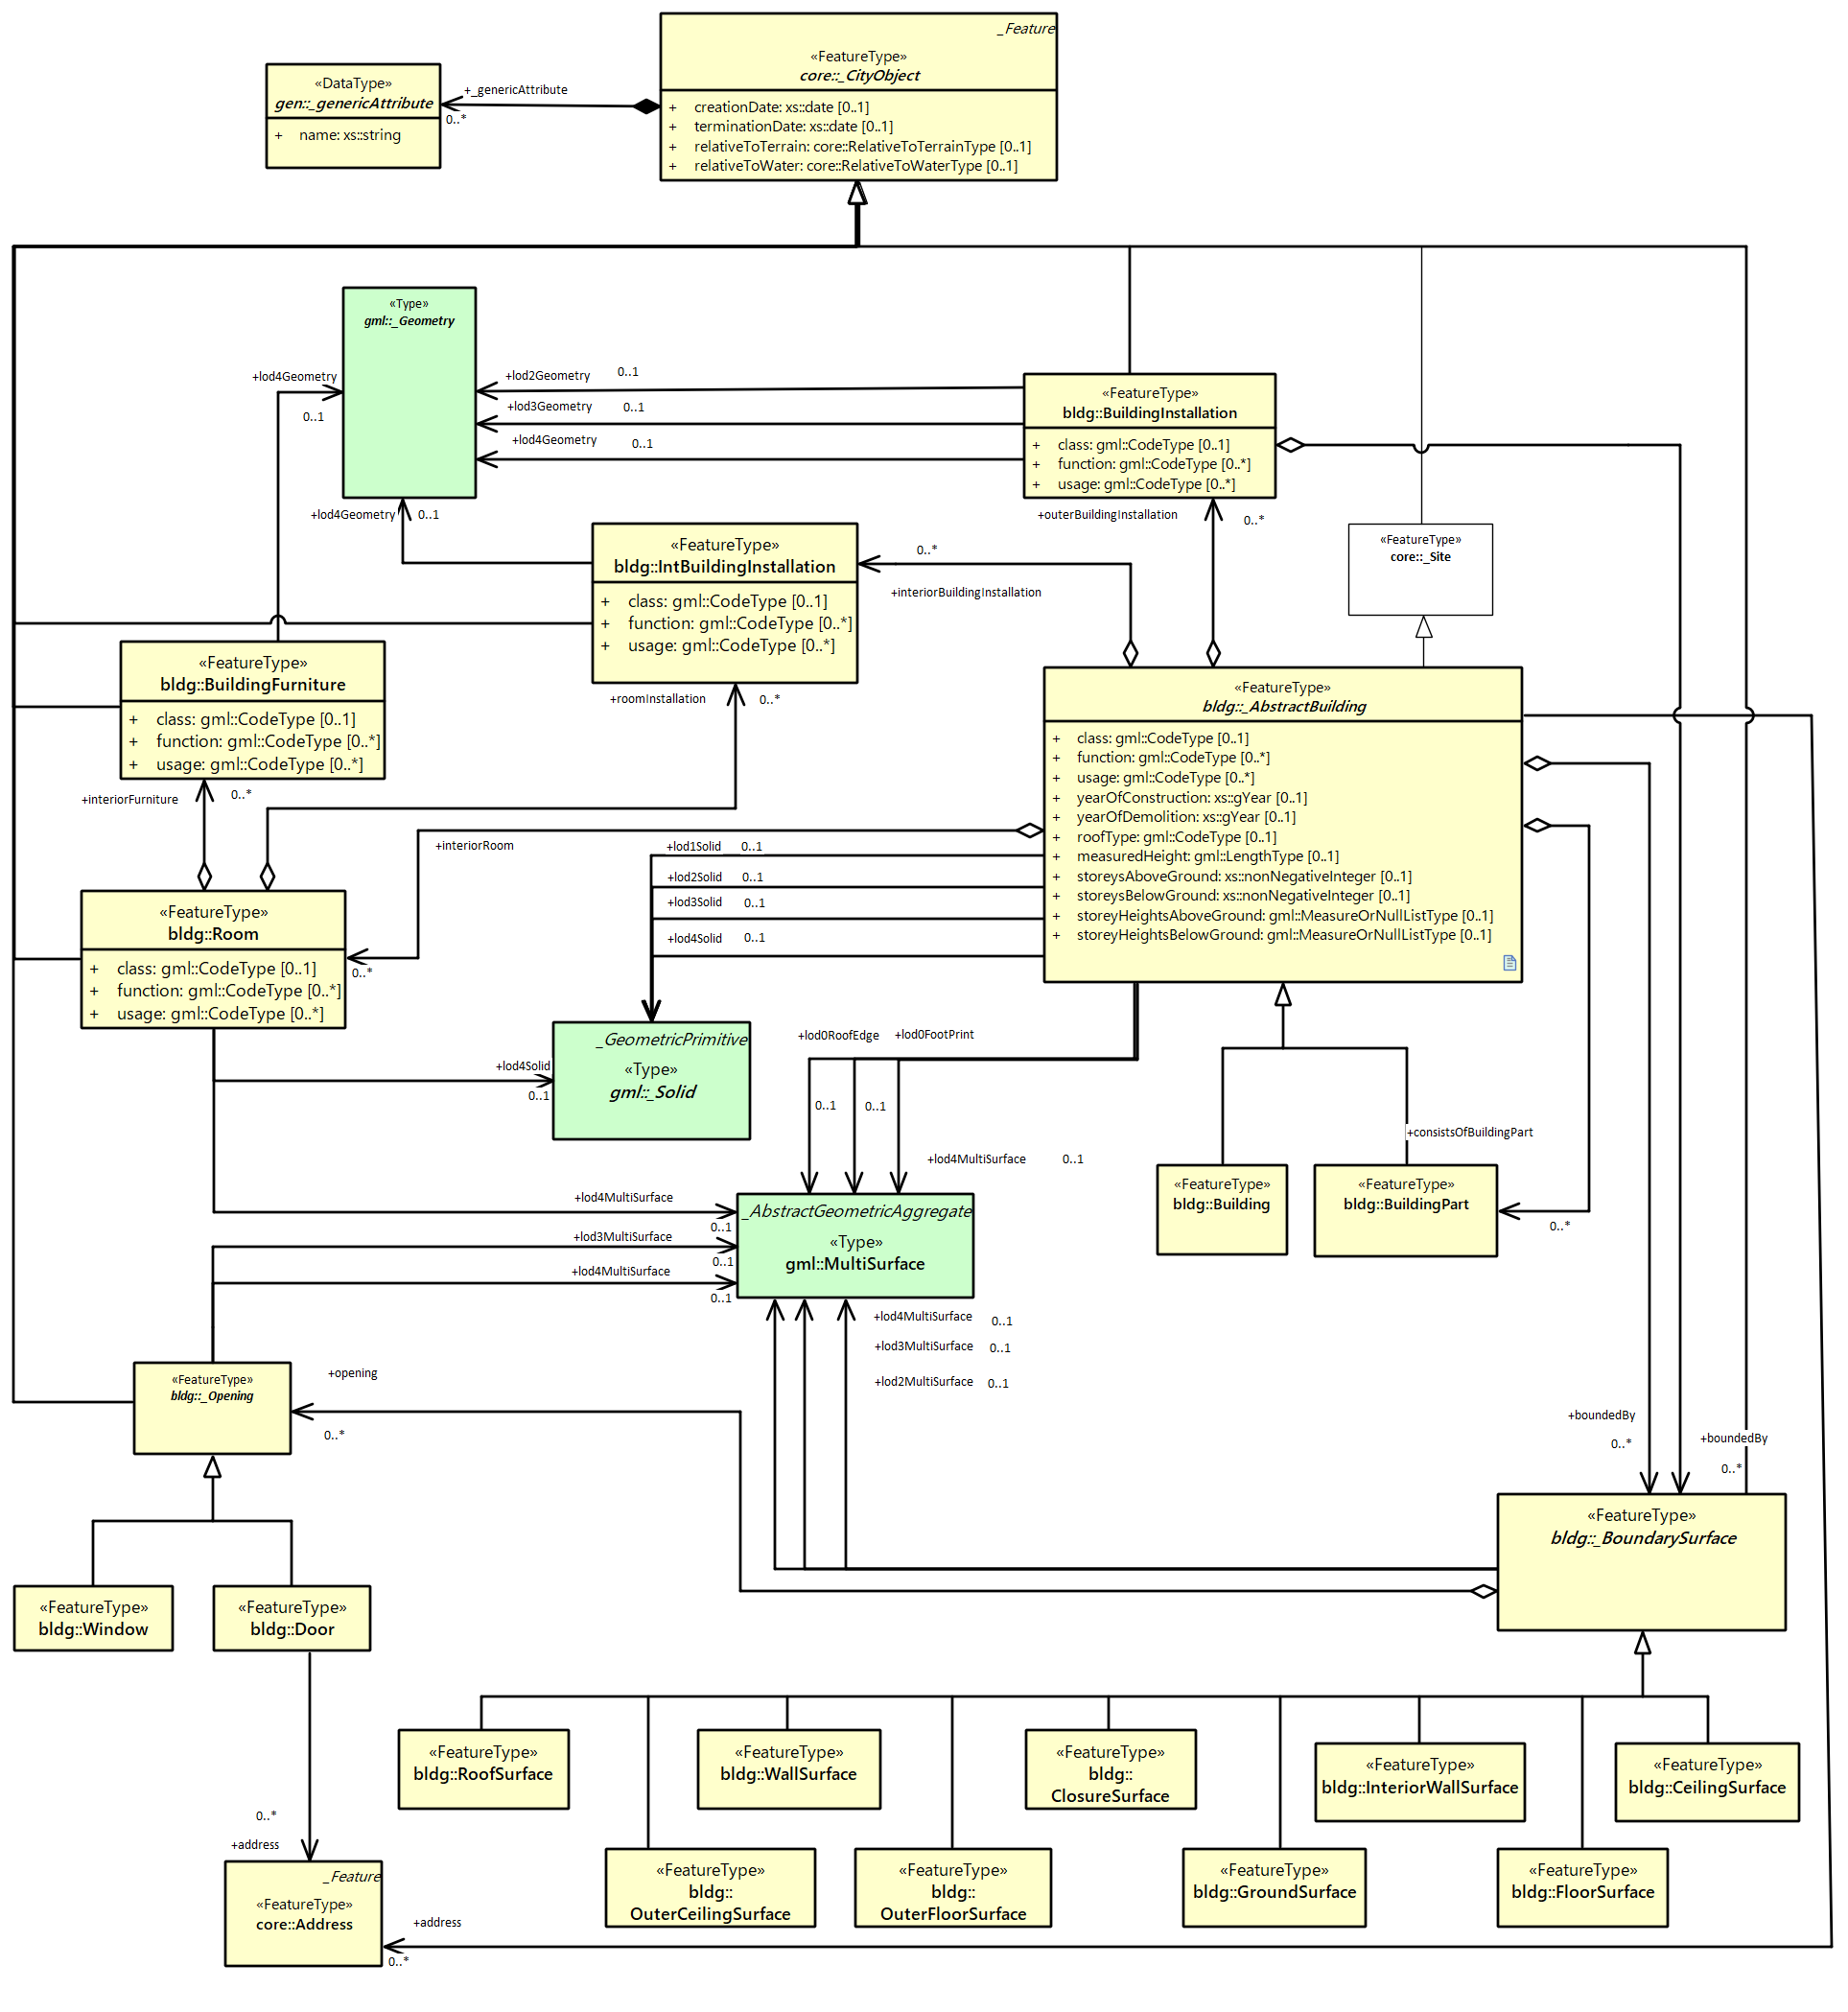 _Feature
«FeatureType»
core::_CityObject
+ creationDate: xs::date [0..1]
+ terminationDate: xs::date [0..1]
+ relativeToTerrain: core::RelativeToTerrainType [0..1]
+ relativeToWater: core::RelativeToWaterType [0..1]
«DataType»
gen::_genericAttribute
+ name: xs::string
+_genericAttribute
0..*
«Type»
gml::_Geometry
+lod4Geometry
0..1
+lod2Geometry 0..1
+lod3Geometry 0..1
+lod4Geometry 0..1
«FeatureType»
bldg::BuildingInstallation
+ class: gml::CodeType [0..1]
+ function: gml::CodeType [0..*]
+ usage: gml::CodeType [0..*]
+lod4Geometry 0..1
+outerBuildingInstallation 0..*
«FeatureType»
core::_Site
«FeatureType»
bldg::IntBuildingInstallation
+ class: gml::CodeType [0..1]
+ function: gml::CodeType [0..*]
+ usage: gml::CodeType [0..*]
0..*
+interiorBuildingInstallation
«FeatureType»
bldg::BuildingFurniture
+ class: gml::CodeType [0..1]
+ function: gml::CodeType [0..*]
+ usage: gml::CodeType [0..*]
+roomInstallation 0..*
«FeatureType»
bldg::_AbstractBuilding
+ class: gml::CodeType [0..1]
+ function: gml::CodeType [0..*]
+ usage: gml::CodeType [0..*]
+ yearOfConstruction: xs::gYear [0..1]
+ yearOfDemolition: xs::gYear [0..1]
+ roofType: gml::CodeType [0..1]
+ measuredHeight: gml::LengthType [0..1]
+ storeysAboveGround: xs::nonNegativeInteger [0..1]
+ storeysBelowGround: xs::nonNegativeInteger [0..1]
+ storeyHeightsAboveGround: gml::MeasureOrNullListType [0..1]
+ storeyHeightsBelowGround: gml::MeasureOrNullListType [0..1]
+interiorFurniture 0..*
+interiorRoom
0..*
+lod1Solid 0..1
+lod2Solid 0..1
+lod3Solid 0..1
+lod4Solid 0..1
«FeatureType»
bldg::Room
+ class: gml::CodeType [0..1]
+ function: gml::CodeType [0..*]
+ usage: gml::CodeType [0..*]
_GeometricPrimitive
«Type»
gml::_Solid
+lod4Solid
0..1
+lod0RoofEdge +lod0FootPrint
0..1 0..1
+lod4MultiSurface 0..1
+consistsOfBuildingPart
«FeatureType»
bldg::Building
«FeatureType»
bldg::BuildingPart
0..*
_AbstractGeometricAggregate
«Type»
gml::MultiSurface
+lod4MultiSurface
0..1
+lod3MultiSurface
0..1
+lod4MultiSurface
0..1
+lod4MultiSurface 0..1
+lod3MultiSurface 0..1
+lod2MultiSurface 0..1
«FeatureType»
bldg::_Opening
+opening
0..*
+boundedBy
0..*
+boundedBy
0..*
«FeatureType»
bldg::_BoundarySurface
«FeatureType»
bldg::Window
«FeatureType»
bldg::Door
«FeatureType»
bldg::RoofSurface
«FeatureType»
bldg::WallSurface
«FeatureType»
bldg::
ClosureSurface
«FeatureType»
bldg::InteriorWallSurface
«FeatureType»
bldg::CeilingSurface
«FeatureType»
bldg::
OuterCeilingSurface
«FeatureType»
bldg::
OuterFloorSurface
«FeatureType»
bldg::GroundSurface
«FeatureType»
bldg::FloorSurface
0..*
+address
_Feature
«FeatureType»
core::Address
+address
0..*